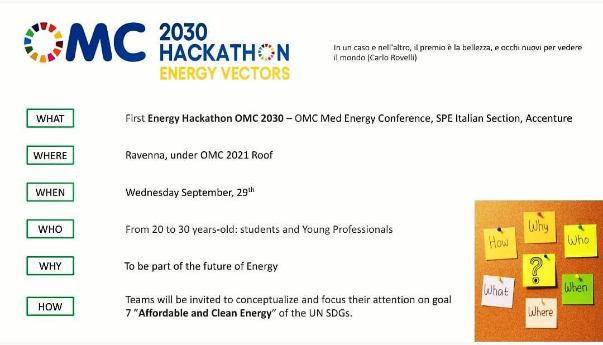 OMC 2030
HACKATHON
ENERGY VECTORS
In un caso e nell'altro, il premio è la bellezza, e occhi nuovi per vedere
il mondo (Carlo Rovelli)
WHAT First Energy Hackathon OMC 2030 – OMC Med Energy Conference, SPE Italian Section, Accenture
WHERE Ravenna, under OMC 2021 Roof
WHEN Wednesday September, 29th
WHO From 20 to 30 years-old: students and Young Professionals
WHY To be part of the future of Energy
HOW Teams will be invited to conceptualize and focus their attention on goal
7 "Affordable and Clean Energy" of the UN SDGs.
How Why Who
What ? When
Where